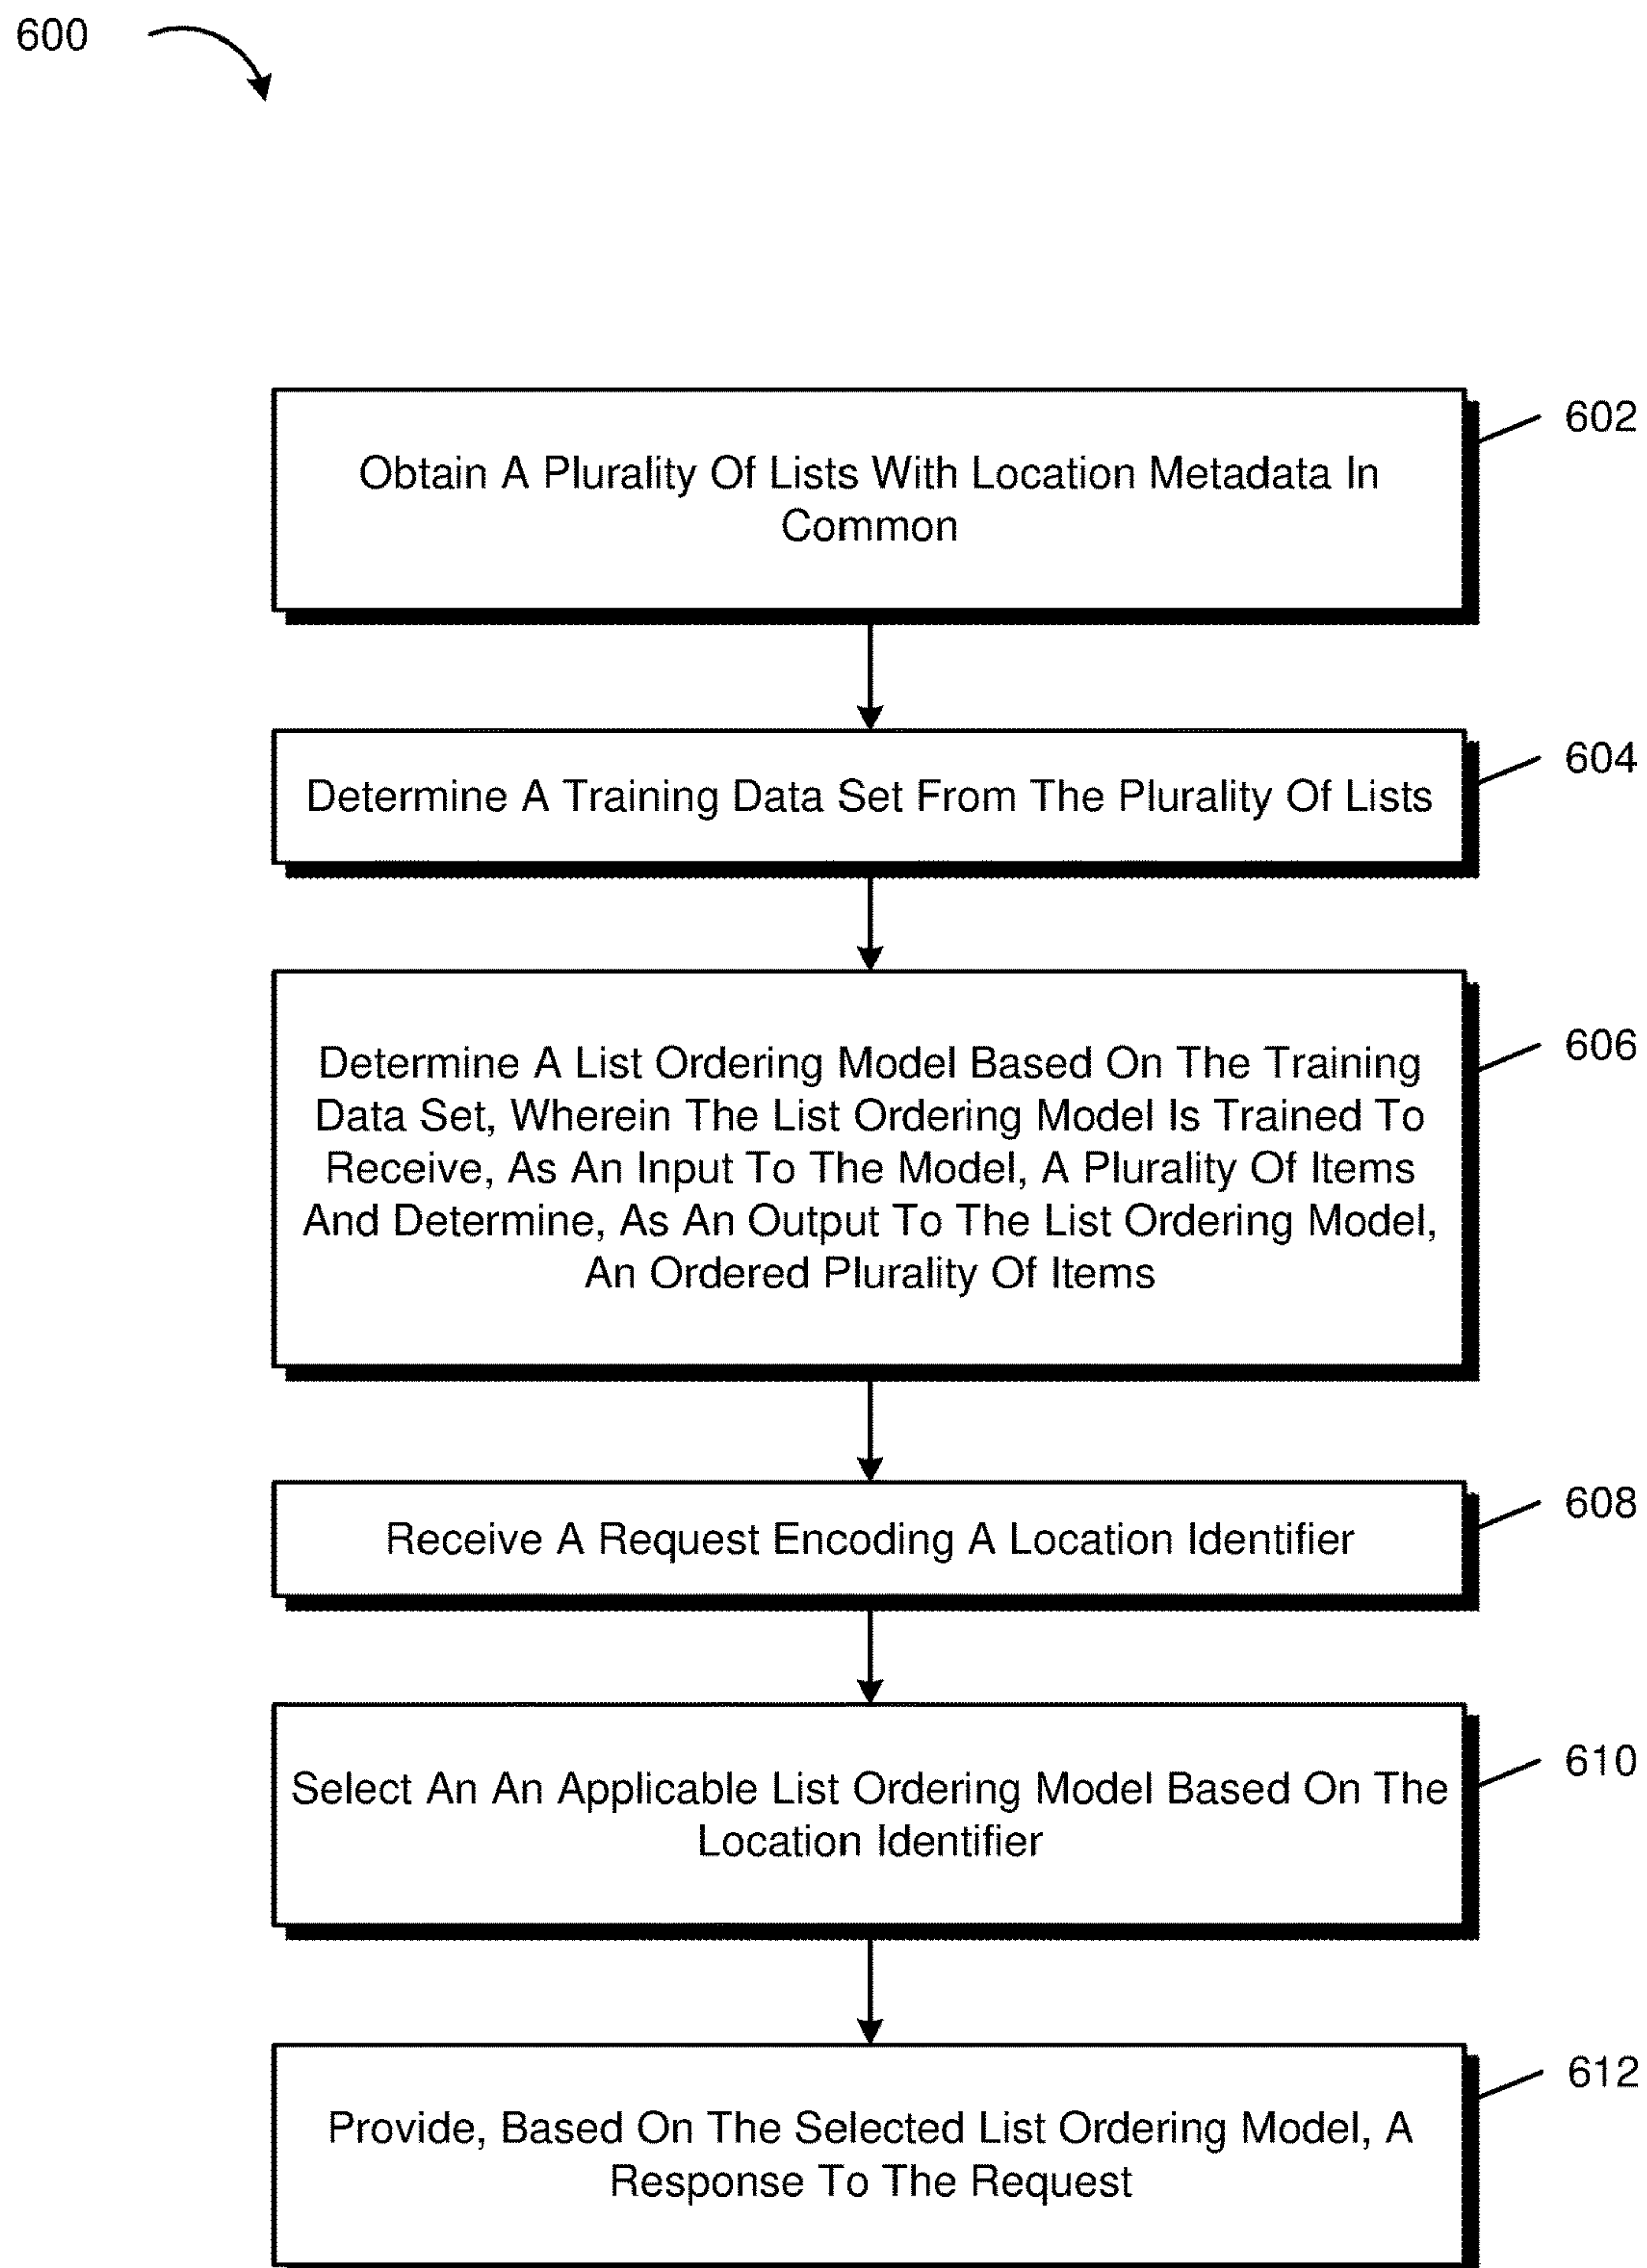 600
602
Obtain A Plurality Of Lists With Location Metadata In
Common
604
Determine A Training Data Set From The Plurality Of Lists
606
Determine A List Ordering Model Based On The Training
Data Set, Wherein The List Ordering Model Is Trained To
Receive, As An Input To The Model, A Plurality Of Items
And Determine, As An Output To The List Ordering Model,
An Ordered Plurality Of Items
608
Receive A Request Encoding A Location Identifier
610
Select An An Applicable List Ordering Model Based On The
Location Identifier
612
Provide, Based On The Selected List Ordering Model, A
Response To The Request